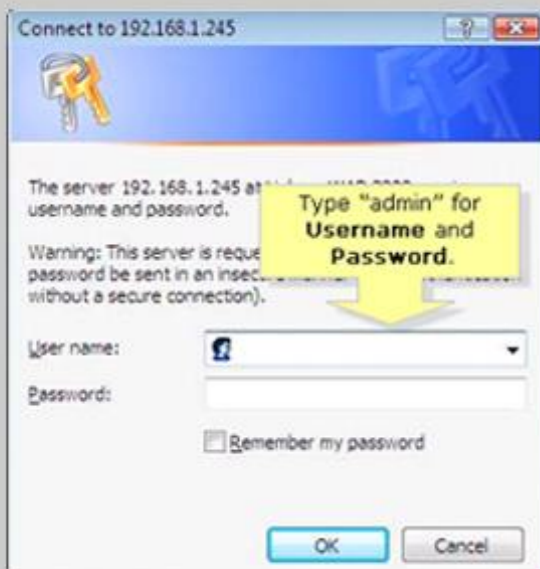 Connect to 192.168.1.245
The server 192.168.1.245 at
username and password.
Type "admin" for
Username and
Password.
Warning: This server is reque
password be sent in an insec
without a secure connection).
User name:
Password:
Remember my password
OK
Cancel